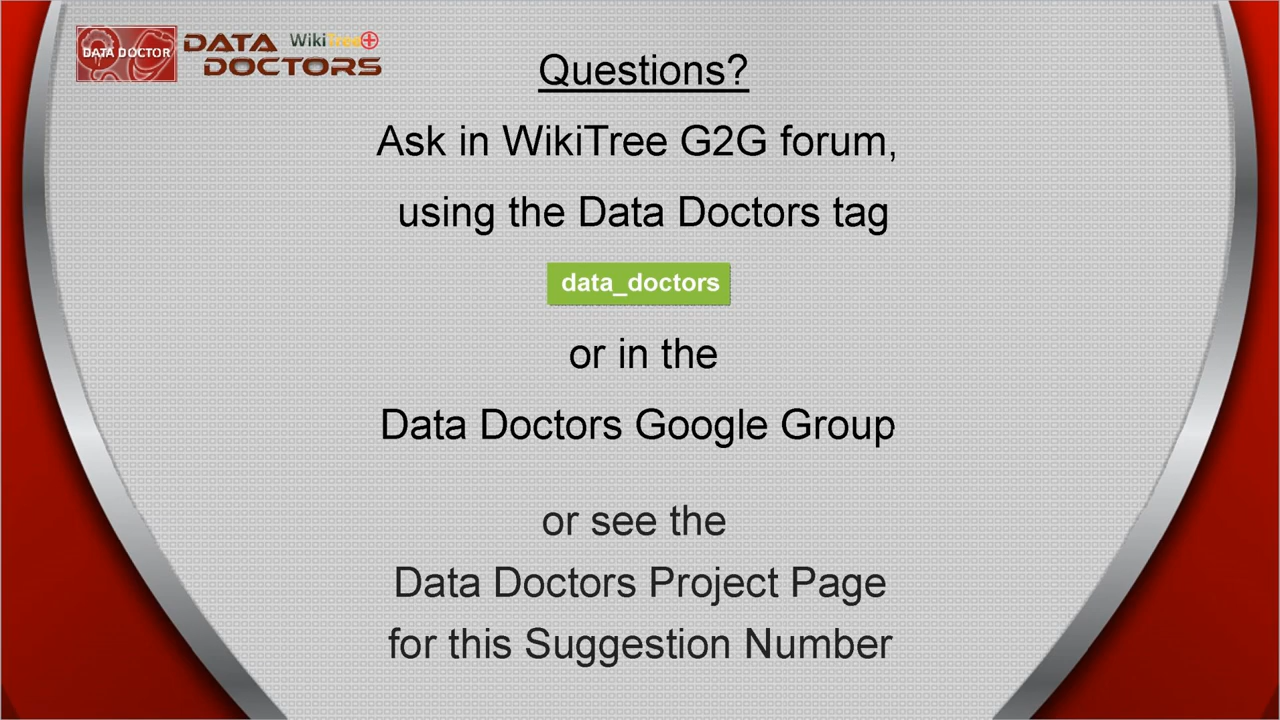 DATA DOCTOR
DATA WikiTree
DOCTORS
Questions?
Ask in WikiTree G2G forum,
using the Data Doctors tag
data_doctors
or in the
Data Doctors Google Group
or see the
Data Doctors Project Page
for this Suggestion Number